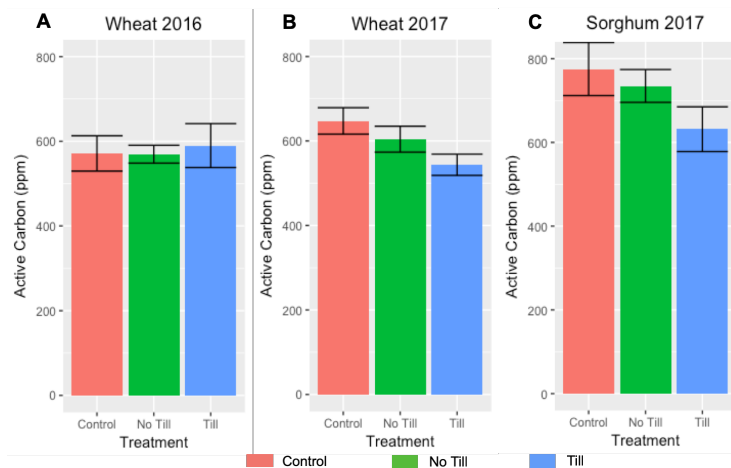 A
Wheat 2016
Active Carbon (ppm)
800
600
400
200
0
Control No Till Till
Treatment
B
Wheat 2017
Active Carbon (ppm)
800
600
400
200
0
Control No Till Till
Treatment
C
Sorghum 2017
Active Carbon (ppm)
800
600
400
200
0
Control No Till Till
Treatment
Control No Till Till